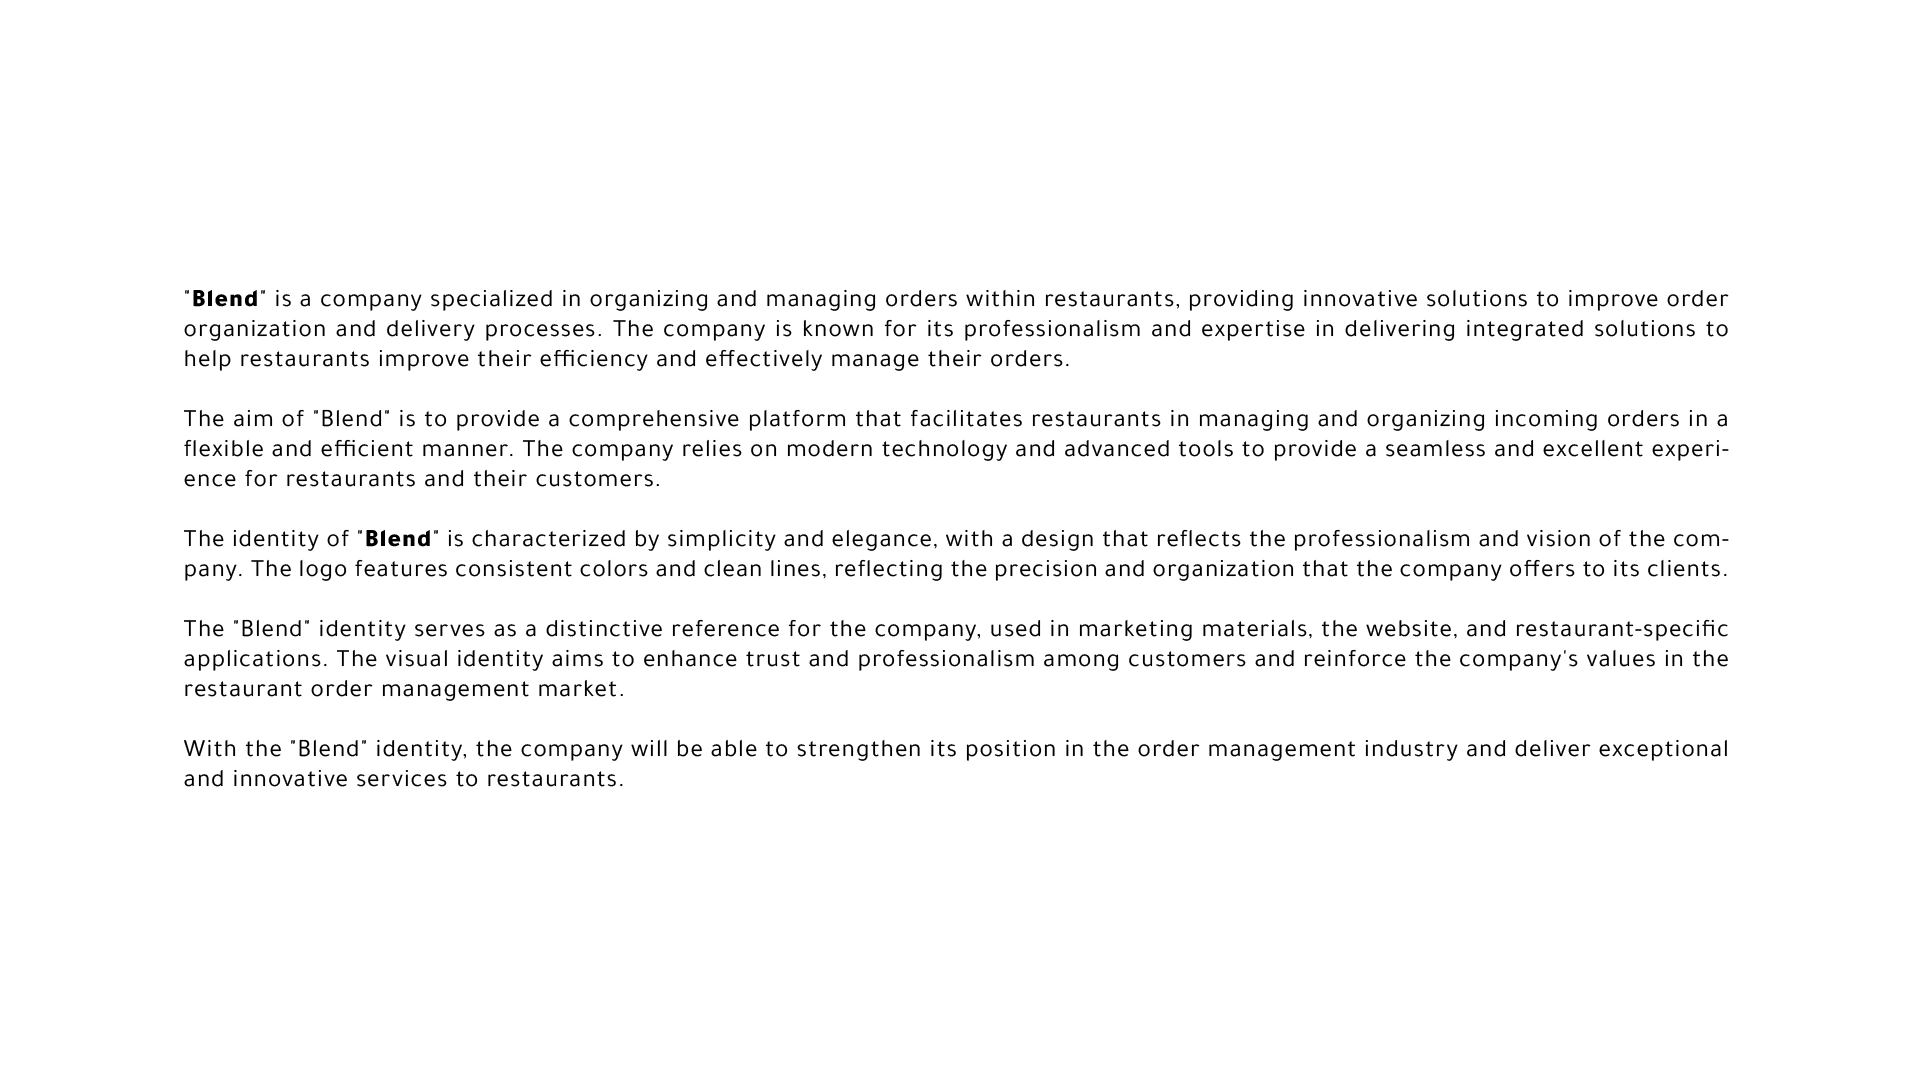 "Blend" is a company specialized in organizing and managing orders within restaurants, providing innovative solutions to improve order
organization and delivery processes. The company is known for its professionalism and expertise in delivering integrated solutions to
help restaurants improve their efficiency and effectively manage their orders.
The aim of "Blend" is to provide a comprehensive platform that facilitates restaurants in managing and organizing incoming orders in a
flexible and efficient manner. The company relies on modern technology and advanced tools to provide a seamless and excellent experi-
ence for restaurants and their customers.
The identity of "Blend" is characterized by simplicity and elegance, with a design that reflects the professionalism and vision of the com-
pany. The logo features consistent colors and clean lines, reflecting the precision and organization that the company offers to its clients.
The "Blend" identity serves as a distinctive reference for the company, used in marketing materials, the website, and restaurant-specific
applications. The visual identity aims to enhance trust and professionalism among customers and reinforce the company's values in the
restaurant order management market.
With the "Blend" identity, the company will be able to strengthen its position in the order management industry and deliver exceptional
and innovative services to restaurants.